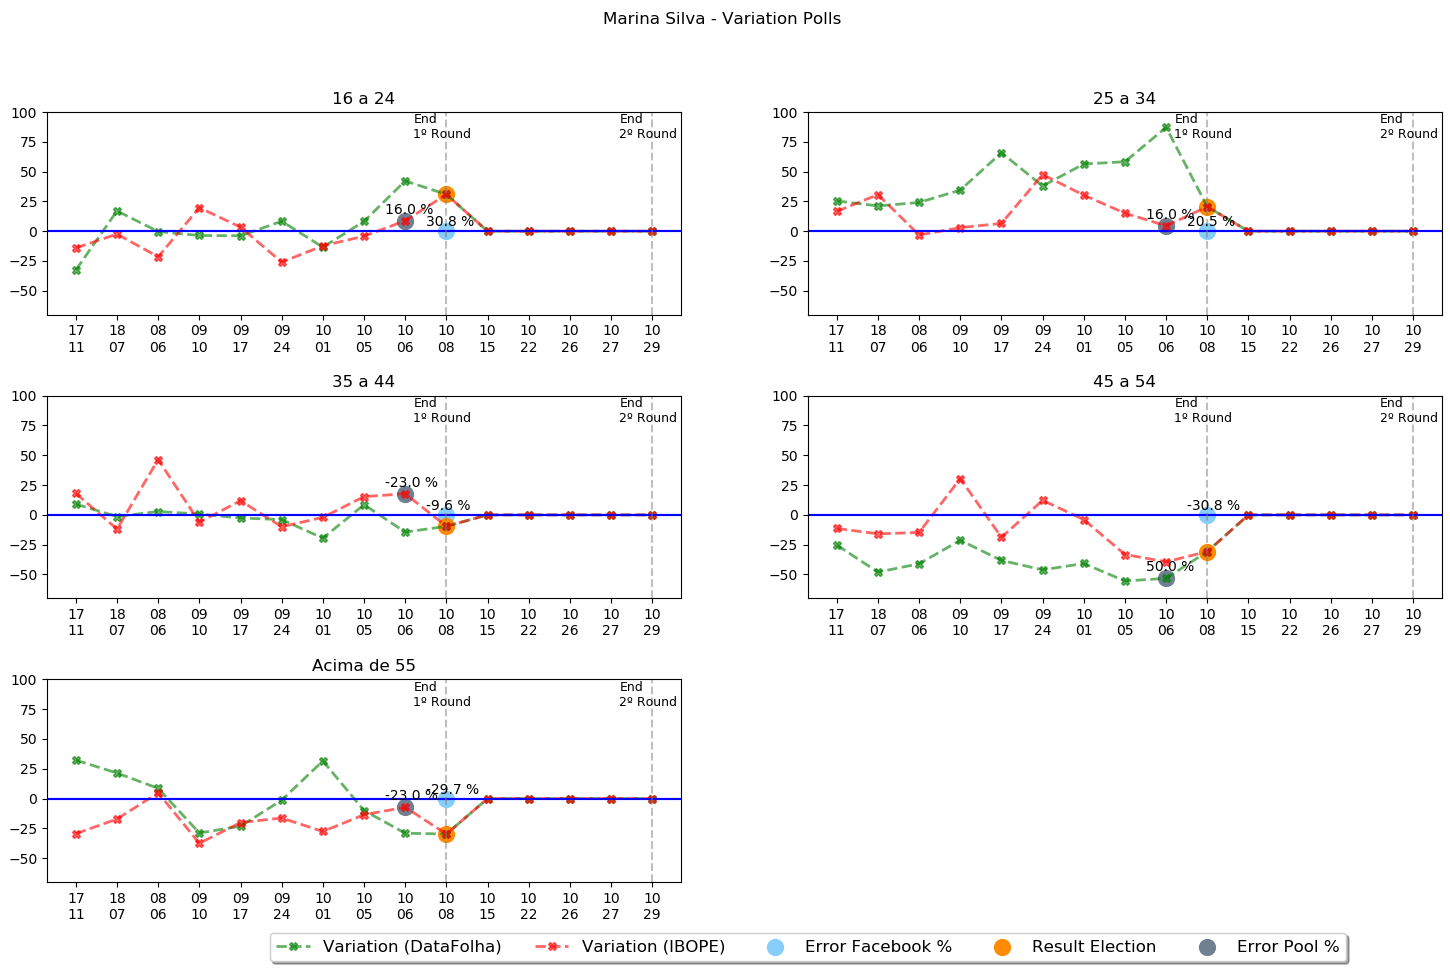 Marina Silva - Variation Polls
16 a 24
100
75
50
25
0
−25
−50
End
1º Round
End
2º Round
16.0 %
30.8 %
17 18 08 09 09 09 10 10 10 10 10 10 10 10 10
11 07 06 10 17 24 01 05 06 08 15 22 26 27 29
25 a 34
100
75
50
25
0
−25
−50
End
1º Round
End
2º Round
16.0 %
20.5 %
17 18 08 09 09 09 10 10 10 10 10 10 10 10 10
11 07 06 10 17 24 01 05 06 08 15 22 26 27 29
35 a 44
100
75
50
25
0
−25
−50
End
1º Round
End
2º Round
-23.0 %
-9.6 %
17 18 08 09 09 09 10 10 10 10 10 10 10 10 10
11 07 06 10 17 24 01 05 06 08 15 22 26 27 29
45 a 54
100
75
50
25
0
−25
−50
End
1º Round
End
2º Round
-30.8 %
50.0 %
17 18 08 09 09 09 10 10 10 10 10 10 10 10 10
11 07 06 10 17 24 01 05 06 08 15 22 26 27 29
Acima de 55
100
75
50
25
0
−25
−50
End
1º Round
End
2º Round
-23.0 %
-29.7 %
17 18 08 09 09 09 10 10 10 10 10 10 10 10 10
11 07 06 10 17 24 01 05 06 08 15 22 26 27 29
Variation (DataFolha) Variation (IBOPE) Error Facebook % Result Election Error Pool %